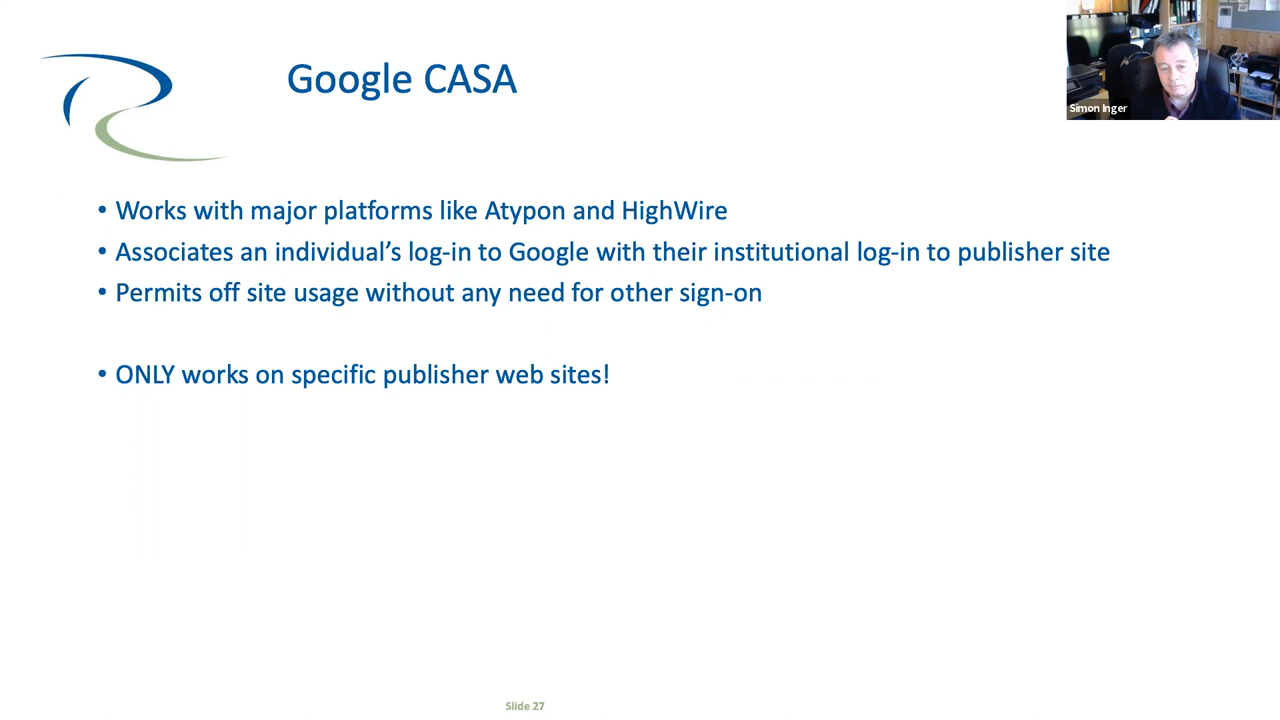 Google CASA
Simon Inger
• Works with major platforms like Atypon and HighWire
• Associates an individual’s log-in to Google with their institutional log-in to publisher site
• Permits off site usage without any need for other sign-on
• ONLY works on specific publisher web sites!
Slide 27